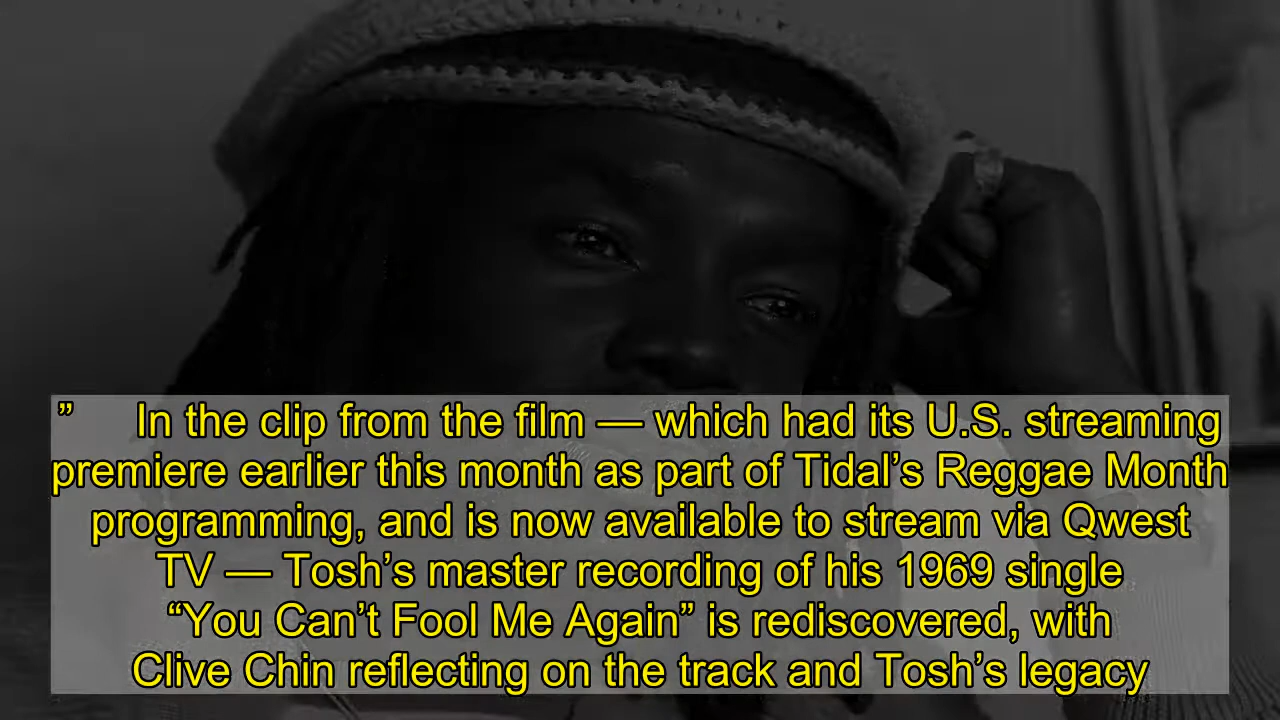 ”     In the clip from the film — which had its U.S. streaming
premiere earlier this month as part of Tidal’s Reggae Month
programming, and is now available to stream via Qwest
TV — Tosh’s master recording of his 1969 single
“You Can’t Fool Me Again” is rediscovered, with
Clive Chin reflecting on the track and Tosh’s legacy